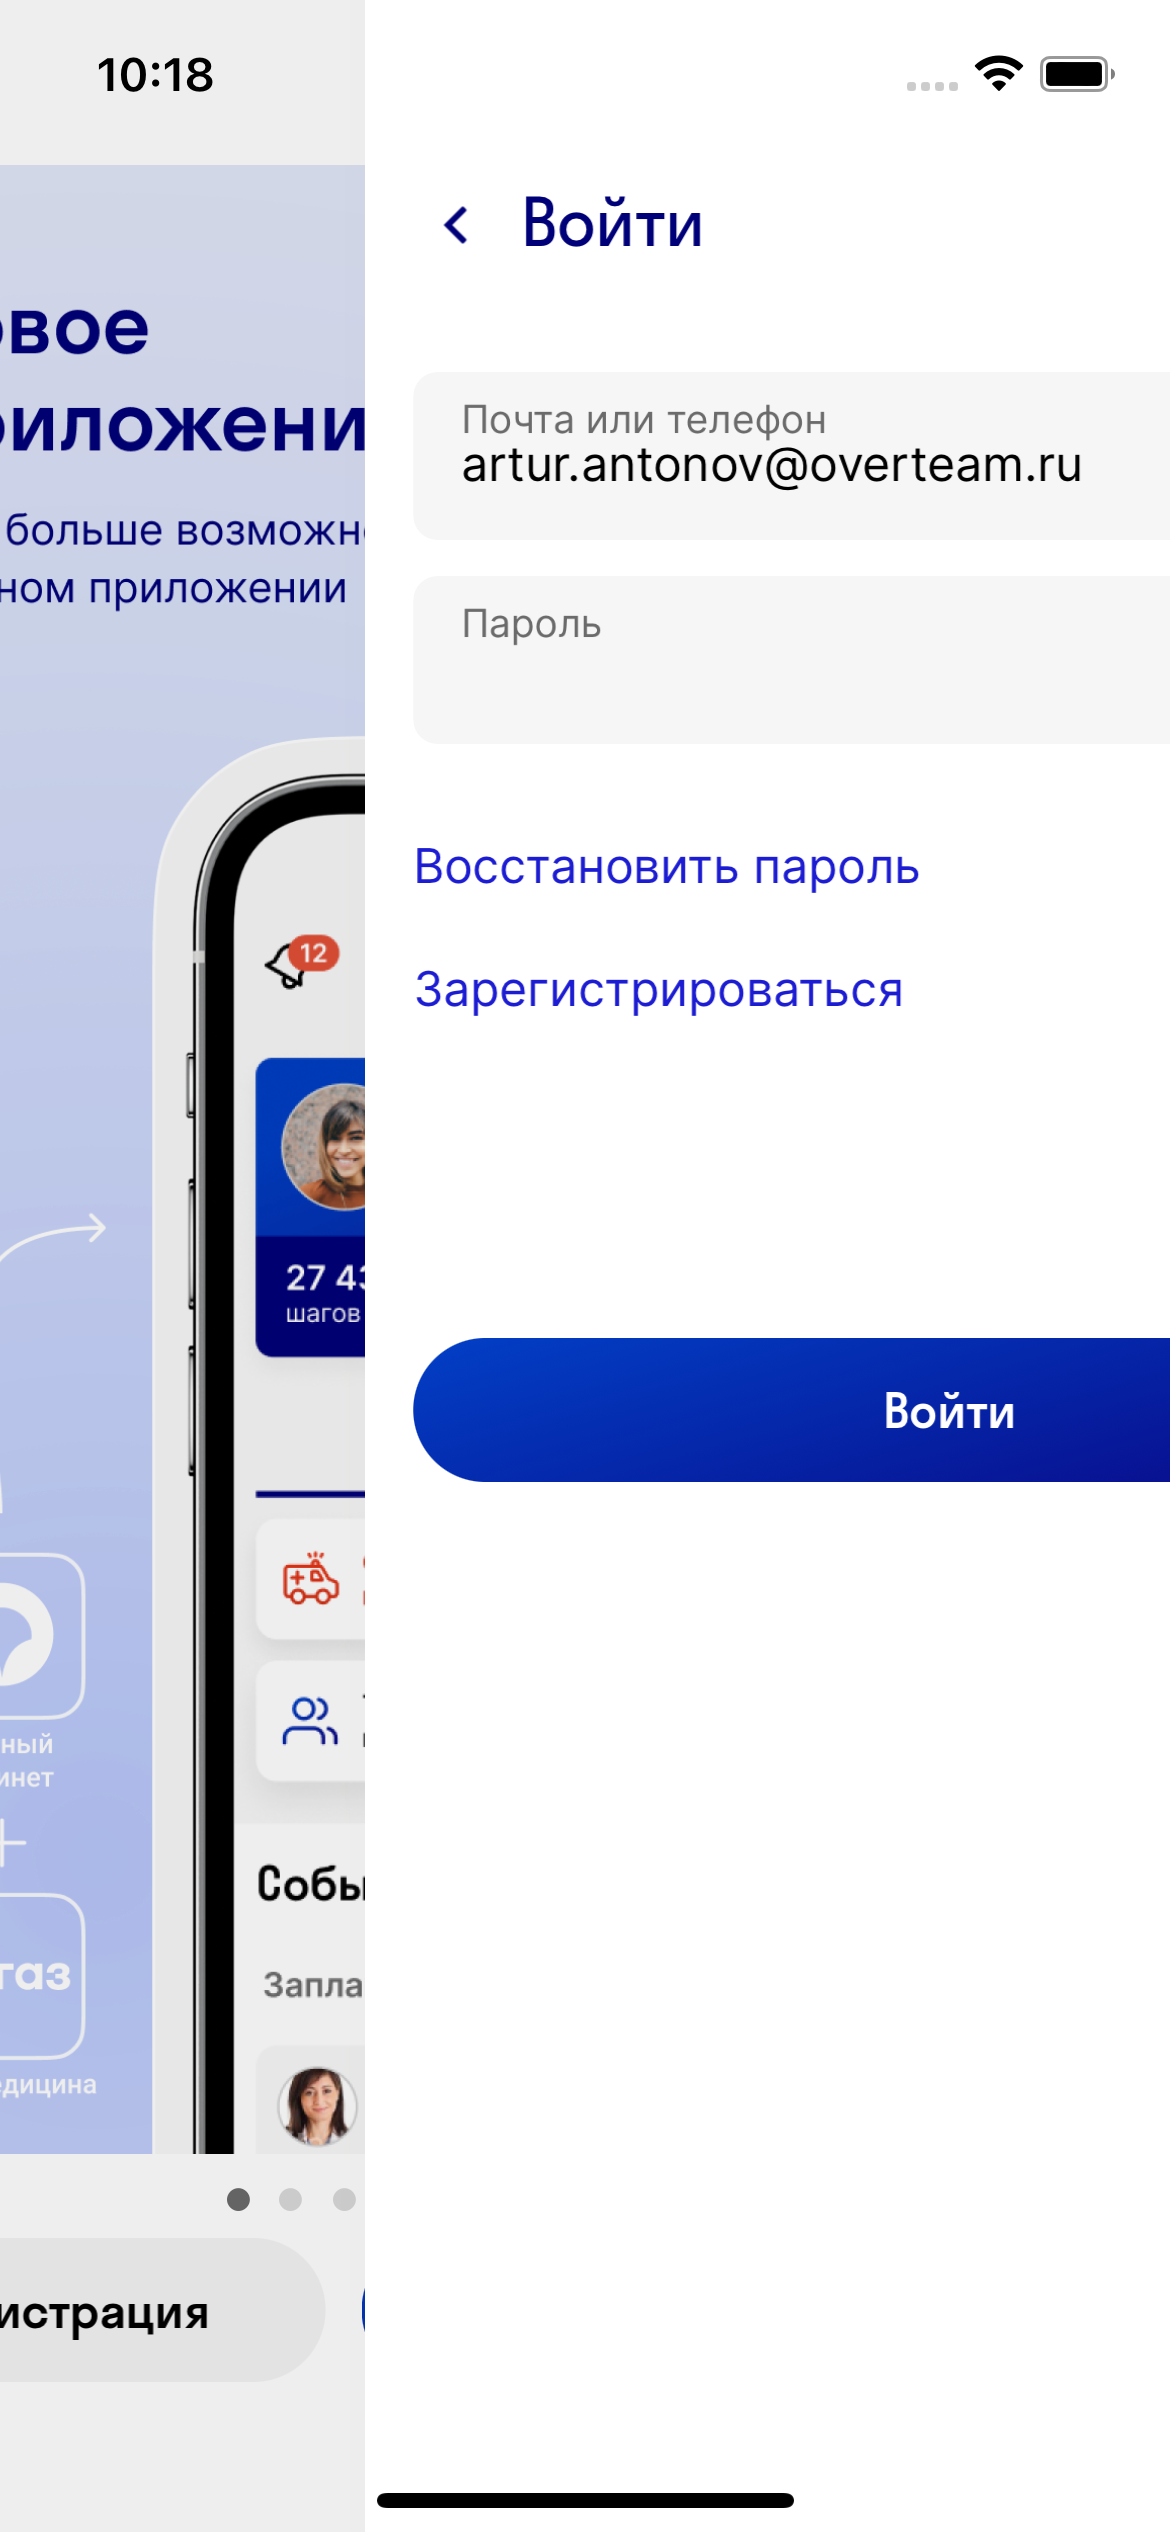 10:18
Войти
Почта или телефон
artur.antonov@overteam.ru
Пароль
Восстановить пароль
Зарегистрироваться
Войти
овое
риложени
больше возможн
ном приложении
12
27 43
шагов
ный
инет
Собы
Запла
газ
едицина
истрация